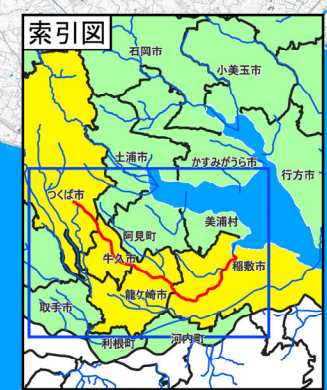 索引図
石岡市
小美玉市
土浦市
かすみがうら市
行方市
つくば市
美浦村
阿見町
牛久市
稲敷市
龍ケ崎市
取手市
利根町
河内町